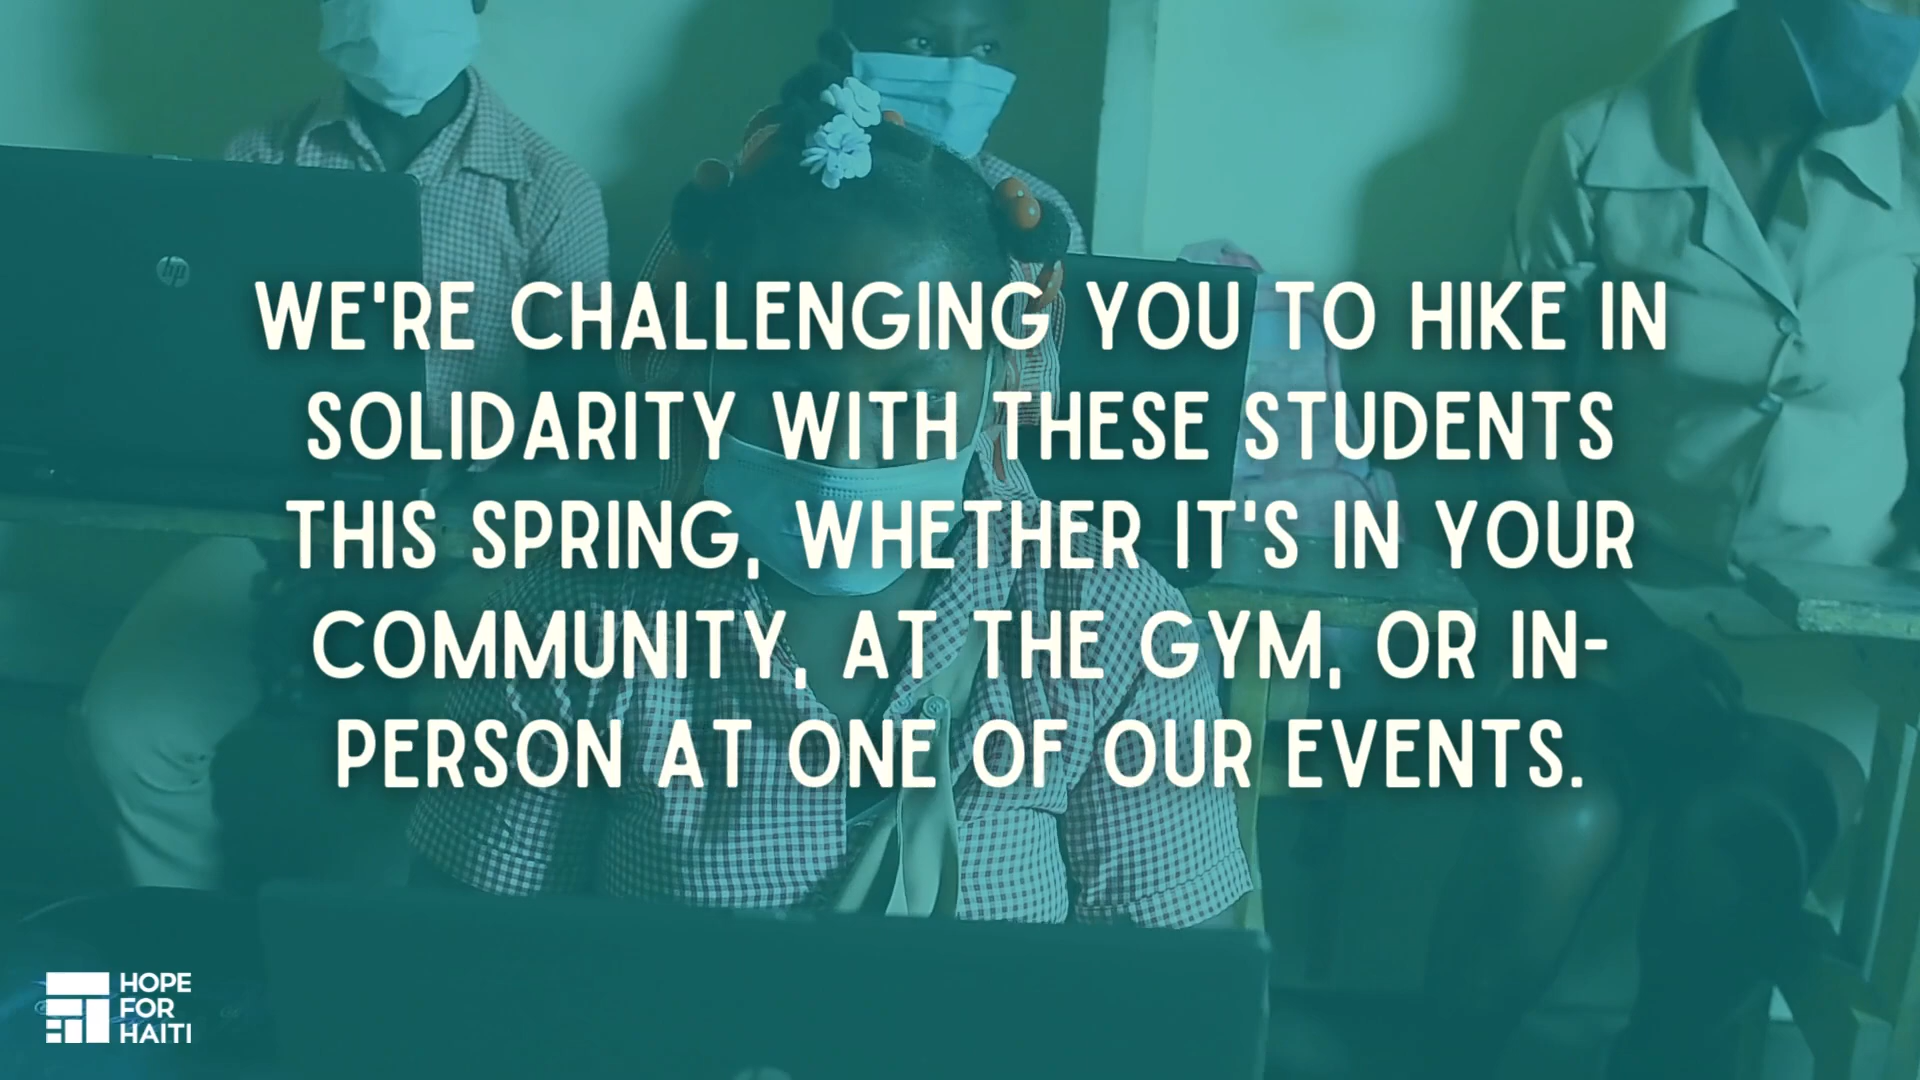 WE'RE CHALLENGING YOU TO HIKE IN
SOLIDARITY WITH THESE STUDENTS
THIS SPRING, WHETHER IT'S IN YOUR
COMMUNITY, AT THE GYM, OR IN-
PERSON AT ONE OF OUR EVENTS.
hp
HOPE
FOR
HAITI